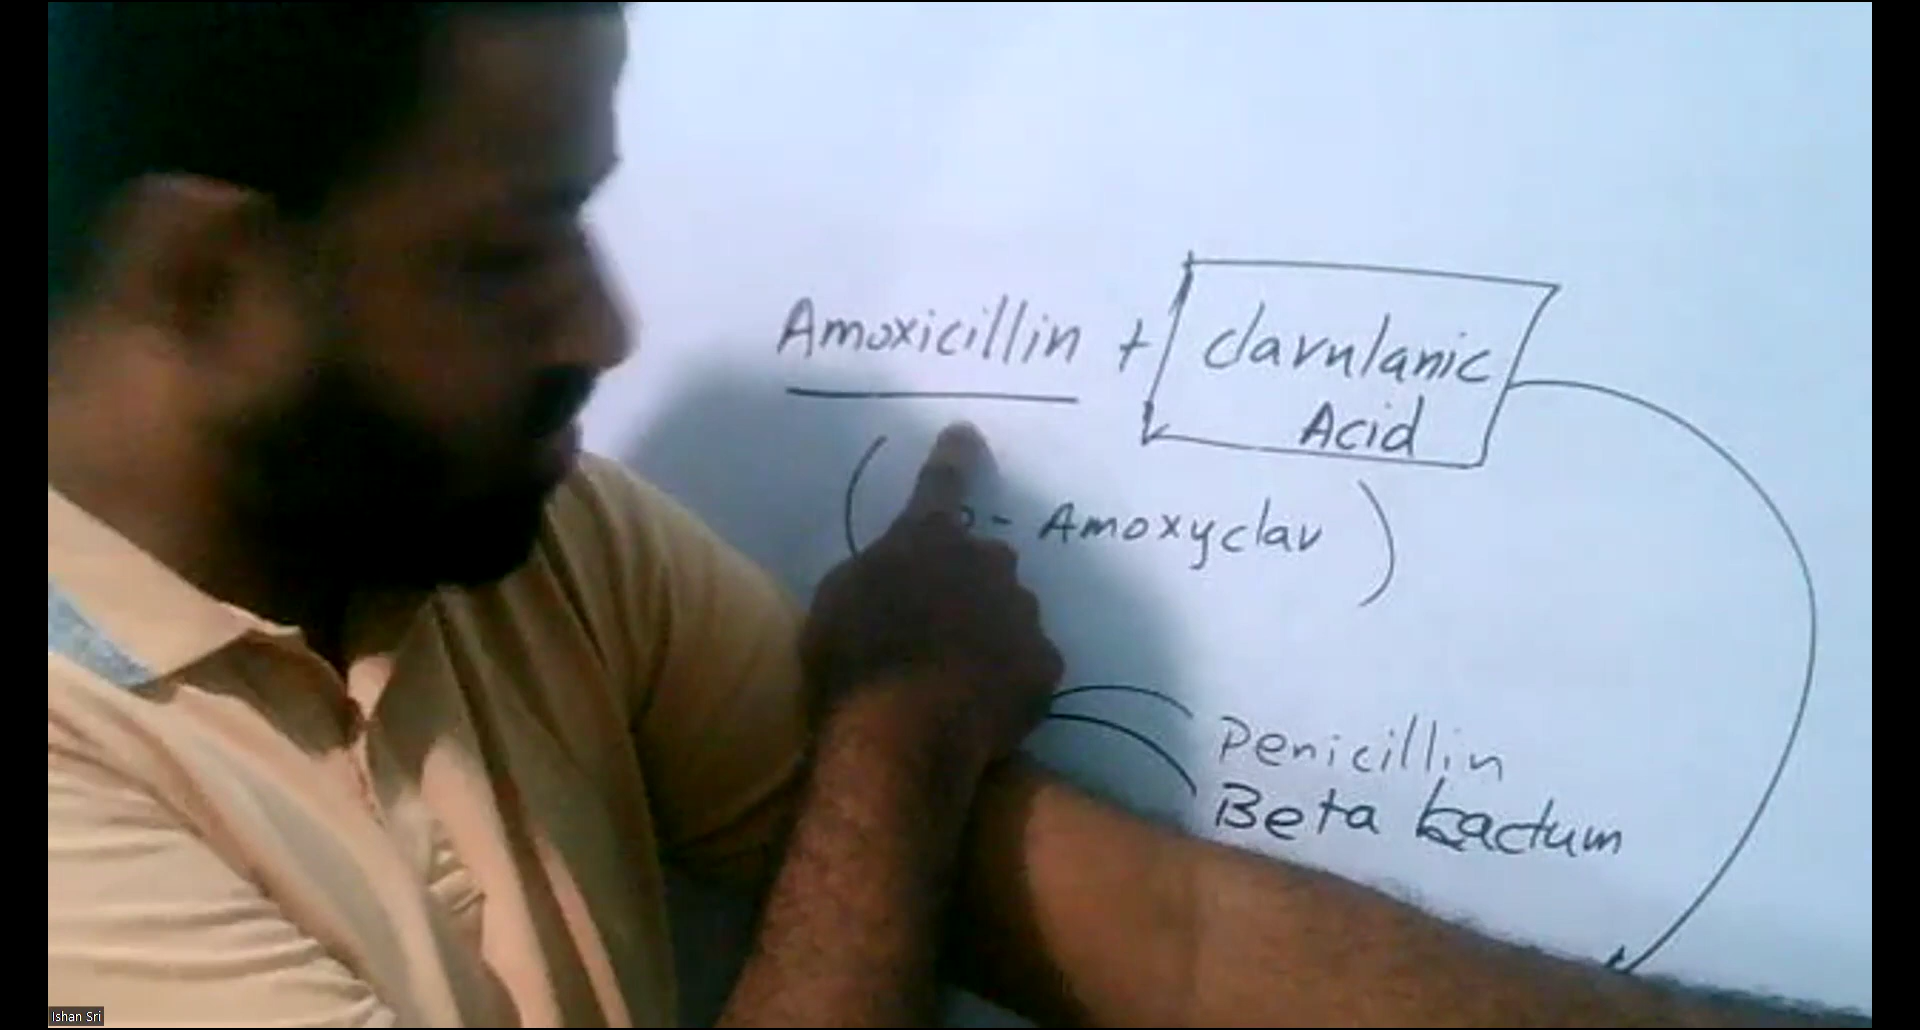 Amoxicillin + Clavulanic
Acid
( - Amoxyclav )
Penicillin
Beta Lactum
Ishan Sri